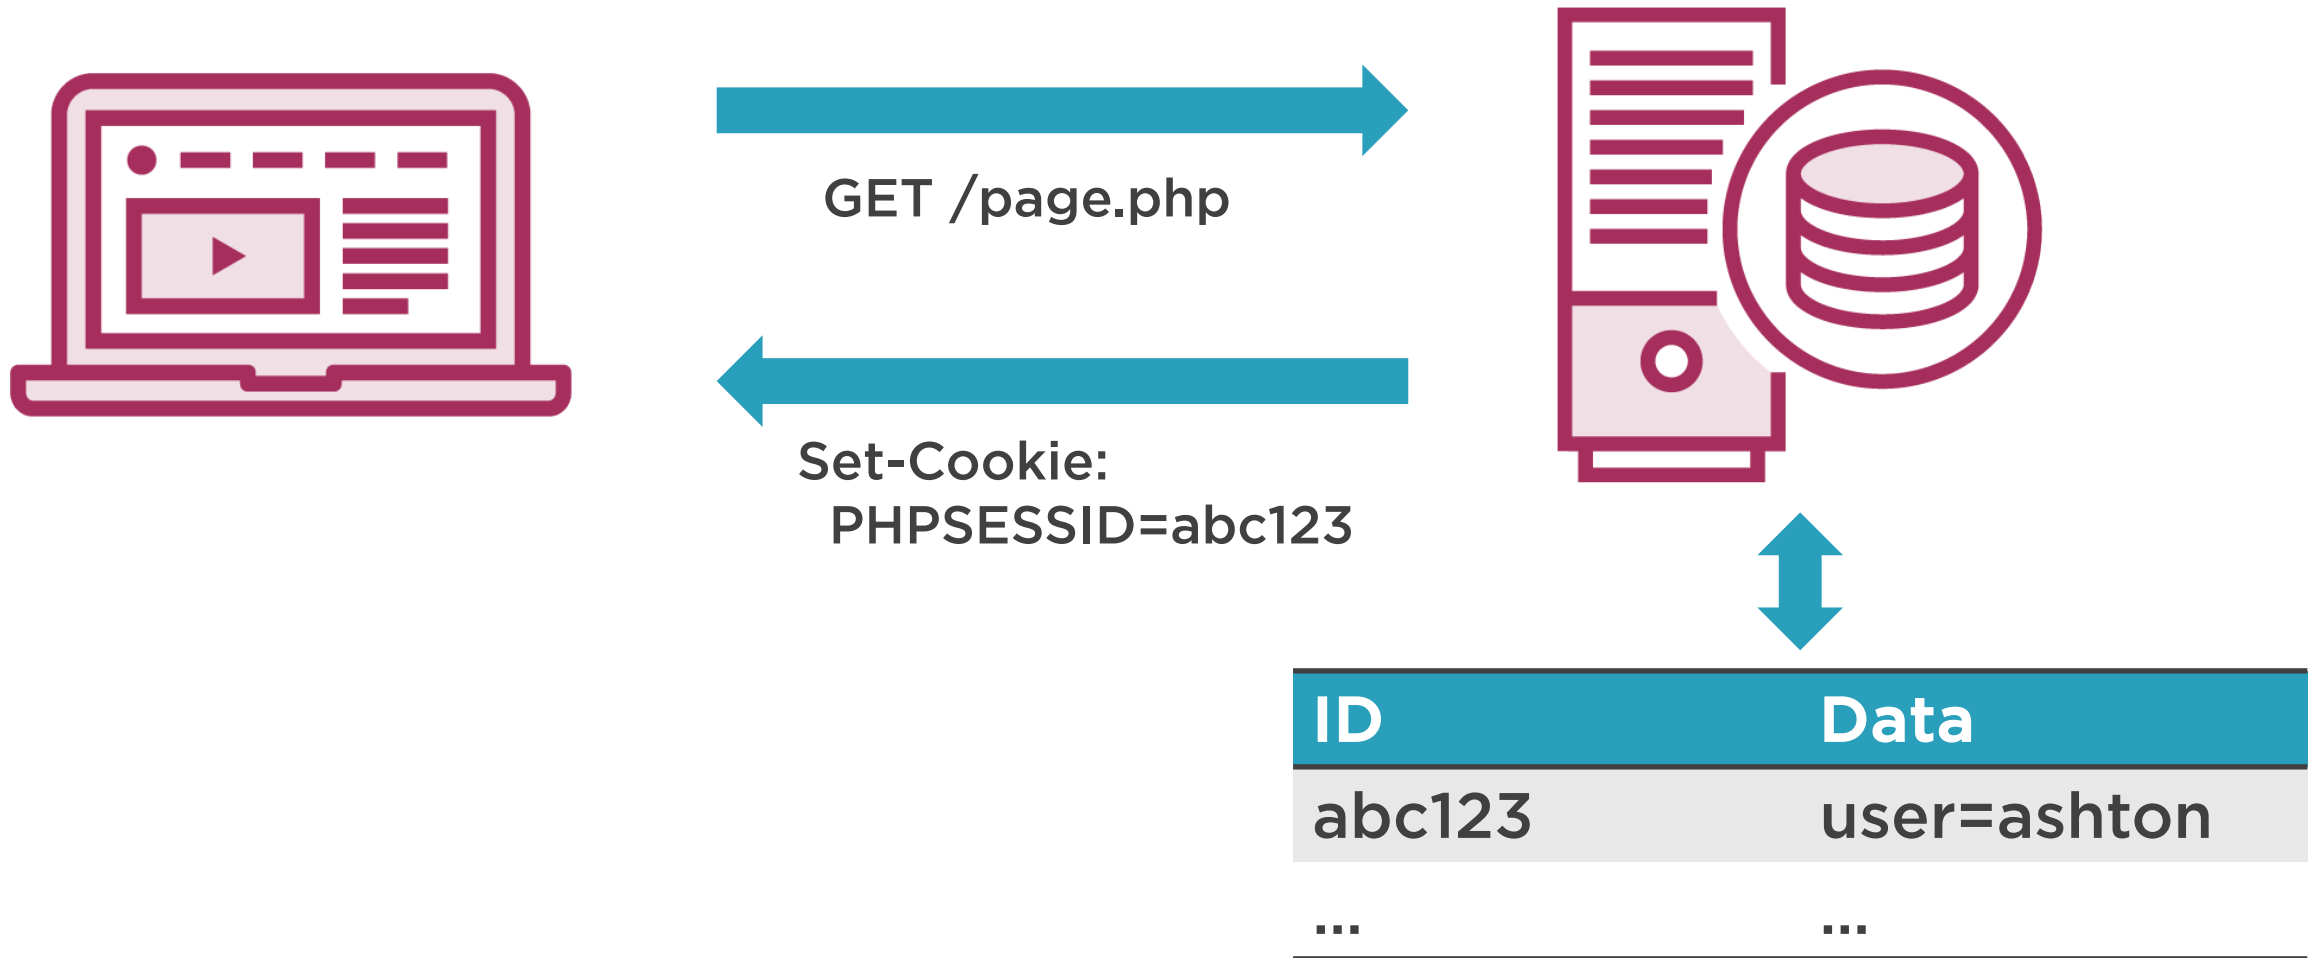 GET /page.php
Set-Cookie:
PHPSESSID=abc123
ID Data
abc123 user=ashton
... ...